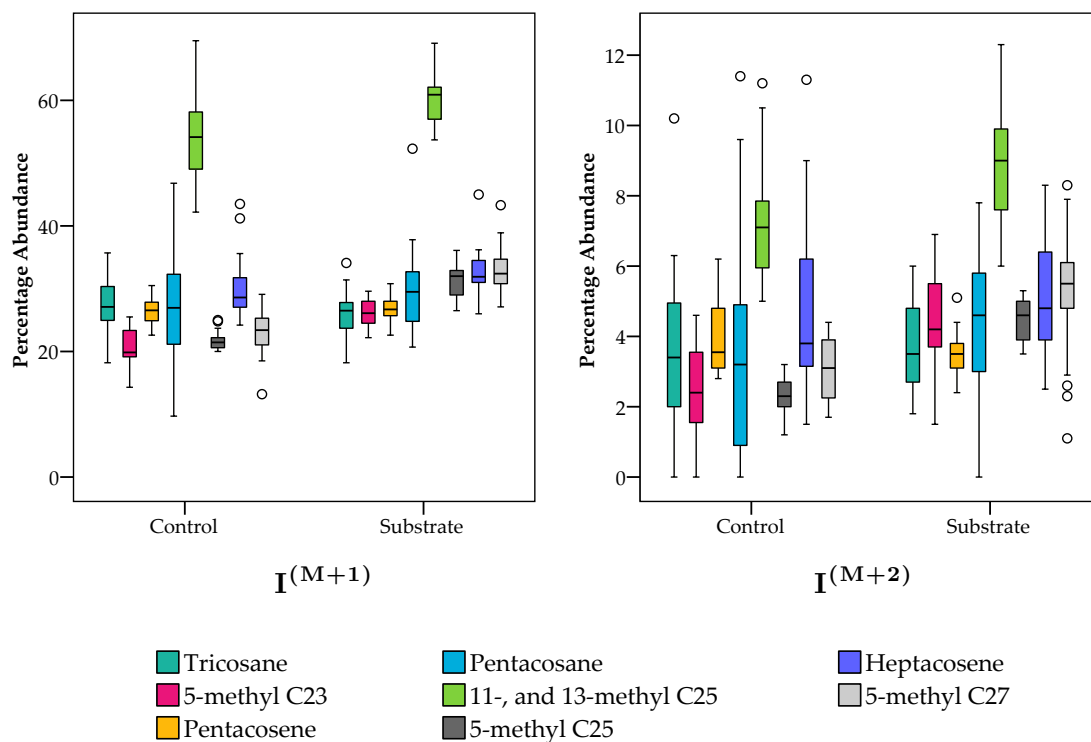 Percentage Abundance
60
40
20
0
Control
Substrate
I^(M+1)
Percentage Abundance
12
10
8
6
4
2
0
Control
Substrate
I^(M+2)
Tricosane
Pentacosane
Heptacosene
5-methyl C23
11-, and 13-methyl C25
5-methyl C27
Pentacosene
5-methyl C25